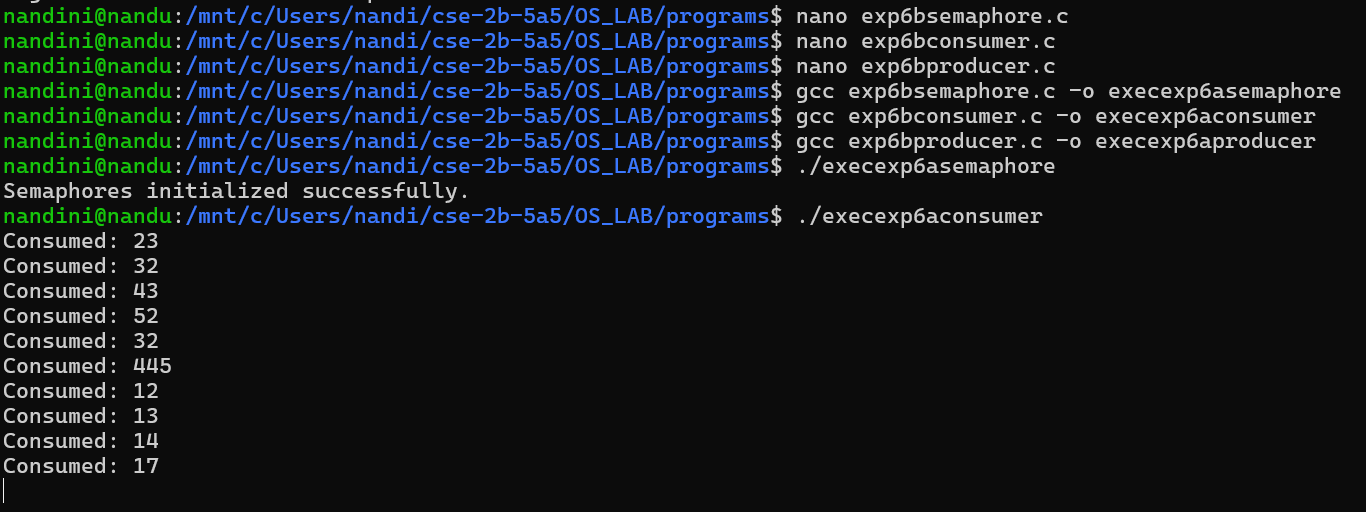 nandini@nandu:/mnt/c/Users/nandi/cse-2b-5a5/OS_LAB/programs$ nano exp6bsemaphore.c
nandini@nandu:/mnt/c/Users/nandi/cse-2b-5a5/OS_LAB/programs$ nano exp6bconsumer.c
nandini@nandu:/mnt/c/Users/nandi/cse-2b-5a5/OS_LAB/programs$ nano exp6bproducer.c
nandini@nandu:/mnt/c/Users/nandi/cse-2b-5a5/OS_LAB/programs$ gcc exp6bsemaphore.c -o execexp6asemaphore
nandini@nandu:/mnt/c/Users/nandi/cse-2b-5a5/OS_LAB/programs$ gcc exp6bconsumer.c -o execexp6aconsumer
nandini@nandu:/mnt/c/Users/nandi/cse-2b-5a5/OS_LAB/programs$ gcc exp6bproducer.c -o execexp6aproducer
nandini@nandu:/mnt/c/Users/nandi/cse-2b-5a5/OS_LAB/programs$ ./execexp6asemaphore
Semaphores initialized successfully.
nandini@nandu:/mnt/c/Users/nandi/cse-2b-5a5/OS_LAB/programs$ ./execexp6aconsumer
Consumed: 23
Consumed: 32
Consumed: 43
Consumed: 52
Consumed: 32
Consumed: 445
Consumed: 12
Consumed: 13
Consumed: 14
Consumed: 17